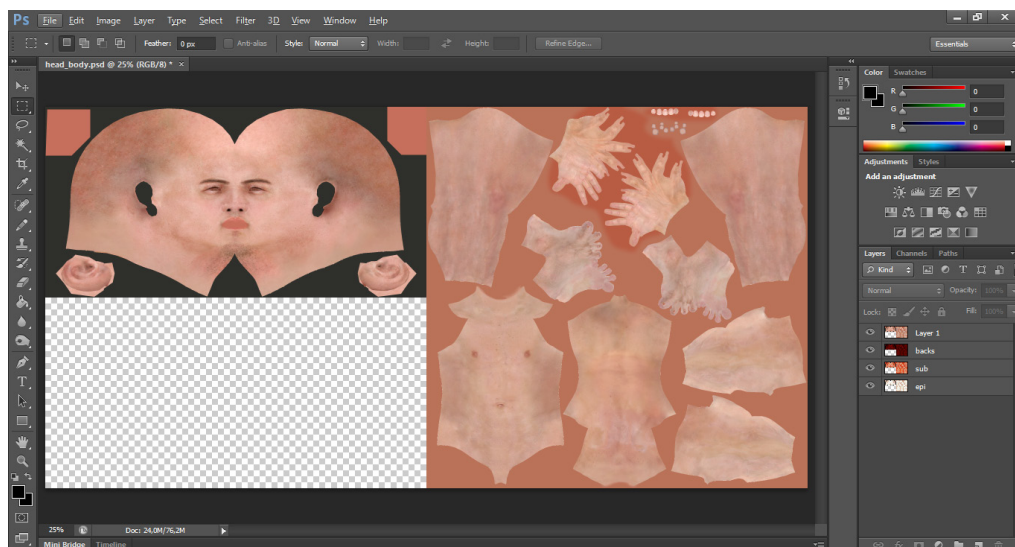 Ps File Edit Image Layer Type Select Filter 3D View Window Help
Feather: 0 px Anti-alias Style: Normal Width: Height: Refine Edge... Essentials
head_body.psd @ 25% (RGB/8) * ×
Color Swatches
R 0
G 0
B 0
Adjustments Styles
Add an adjustment
Layers Channels Paths
Kind
Normal Opacity: 100%
Lock: Fill: 100%
Layer 1
backs
sub
epi
25% Doc: 24,0M/76,2M
Mini Bridge Timeline